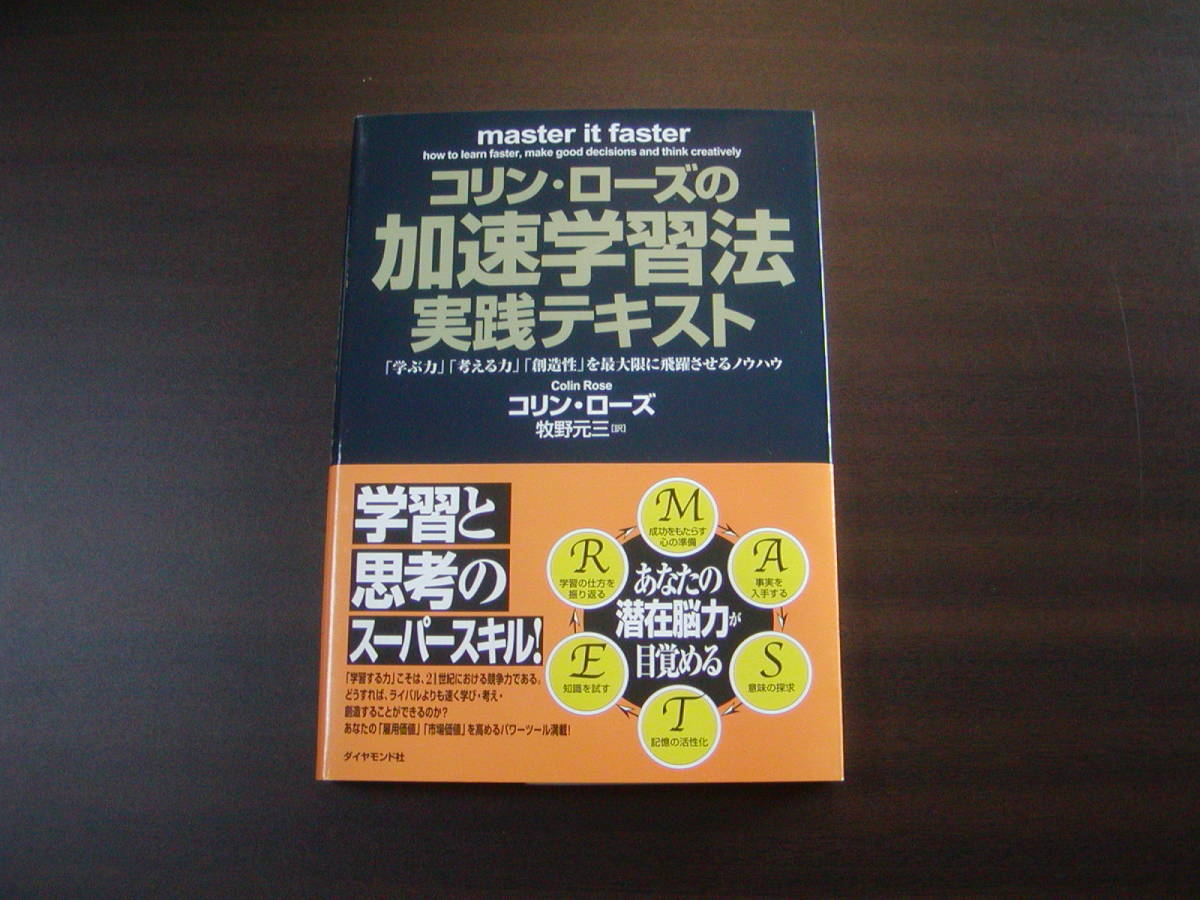 master it faster
how to learn faster, make good decisions and think creatively
コリン・ローズの
加速学習法
実践テキスト
「学ぶ力」「考える力」「創造性」を最大限に飛躍させるノウハウ
Colin Rose
コリン・ローズ
牧野元三[訳]
学習と
思考の
スーパースキル!
「学習する力」こそは、21世紀における競争力である。
どうすれば、ライバルよりも速く学び・考え・
創造することができるのか?
あなたの「雇用価値」「市場価値」を高めるパワーツール満載!
ダイヤモンド社
M
成功をもたらす
心の準備
A
事実を
入手する
S
意味の探求
T
記憶の活性化
E
知識を試す
R
学習の仕方を
振り返る
あなたの
潜在脳力が
目覚める